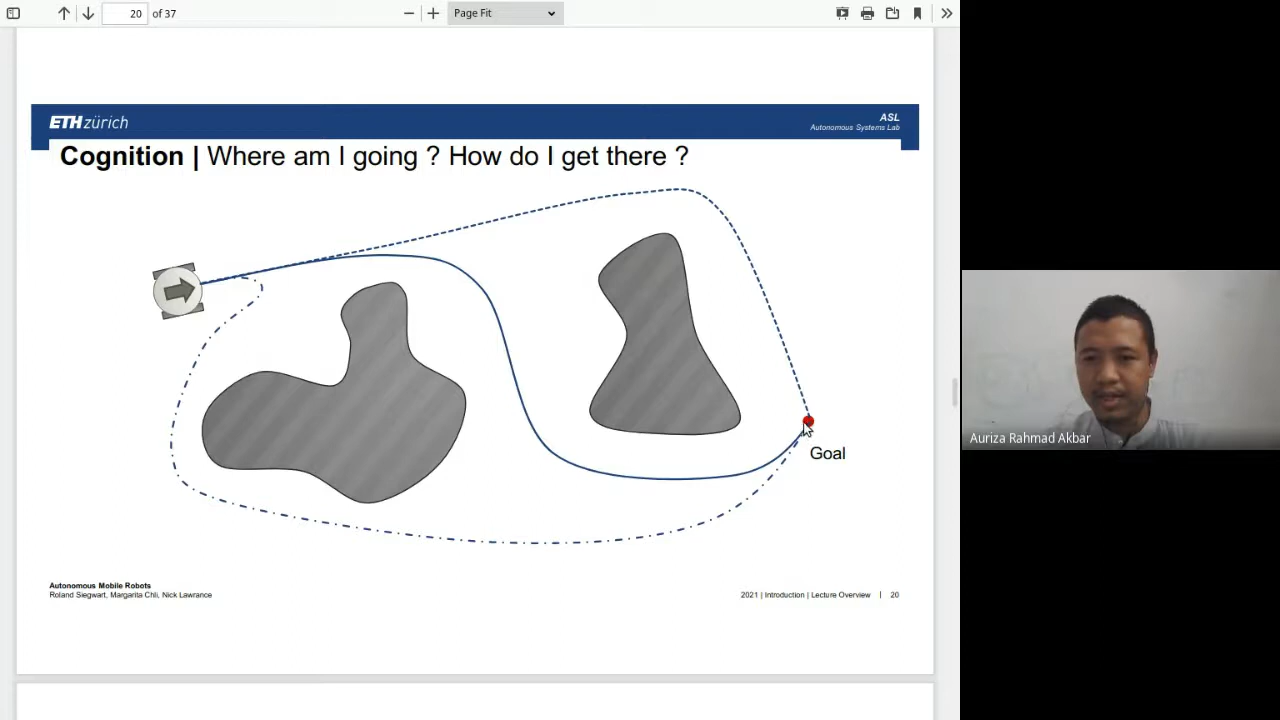 20 of 37
Page Fit
ETH zürich
ASL
Autonomous Systems Lab
Cognition | Where am I going ? How do I get there ?
Goal
Auriza Rahmad Akbar
Autonomous Mobile Robots
Roland Siegwart, Margarita Chli, Nick Lawrance
2021 | Introduction | Lecture Overview | 20